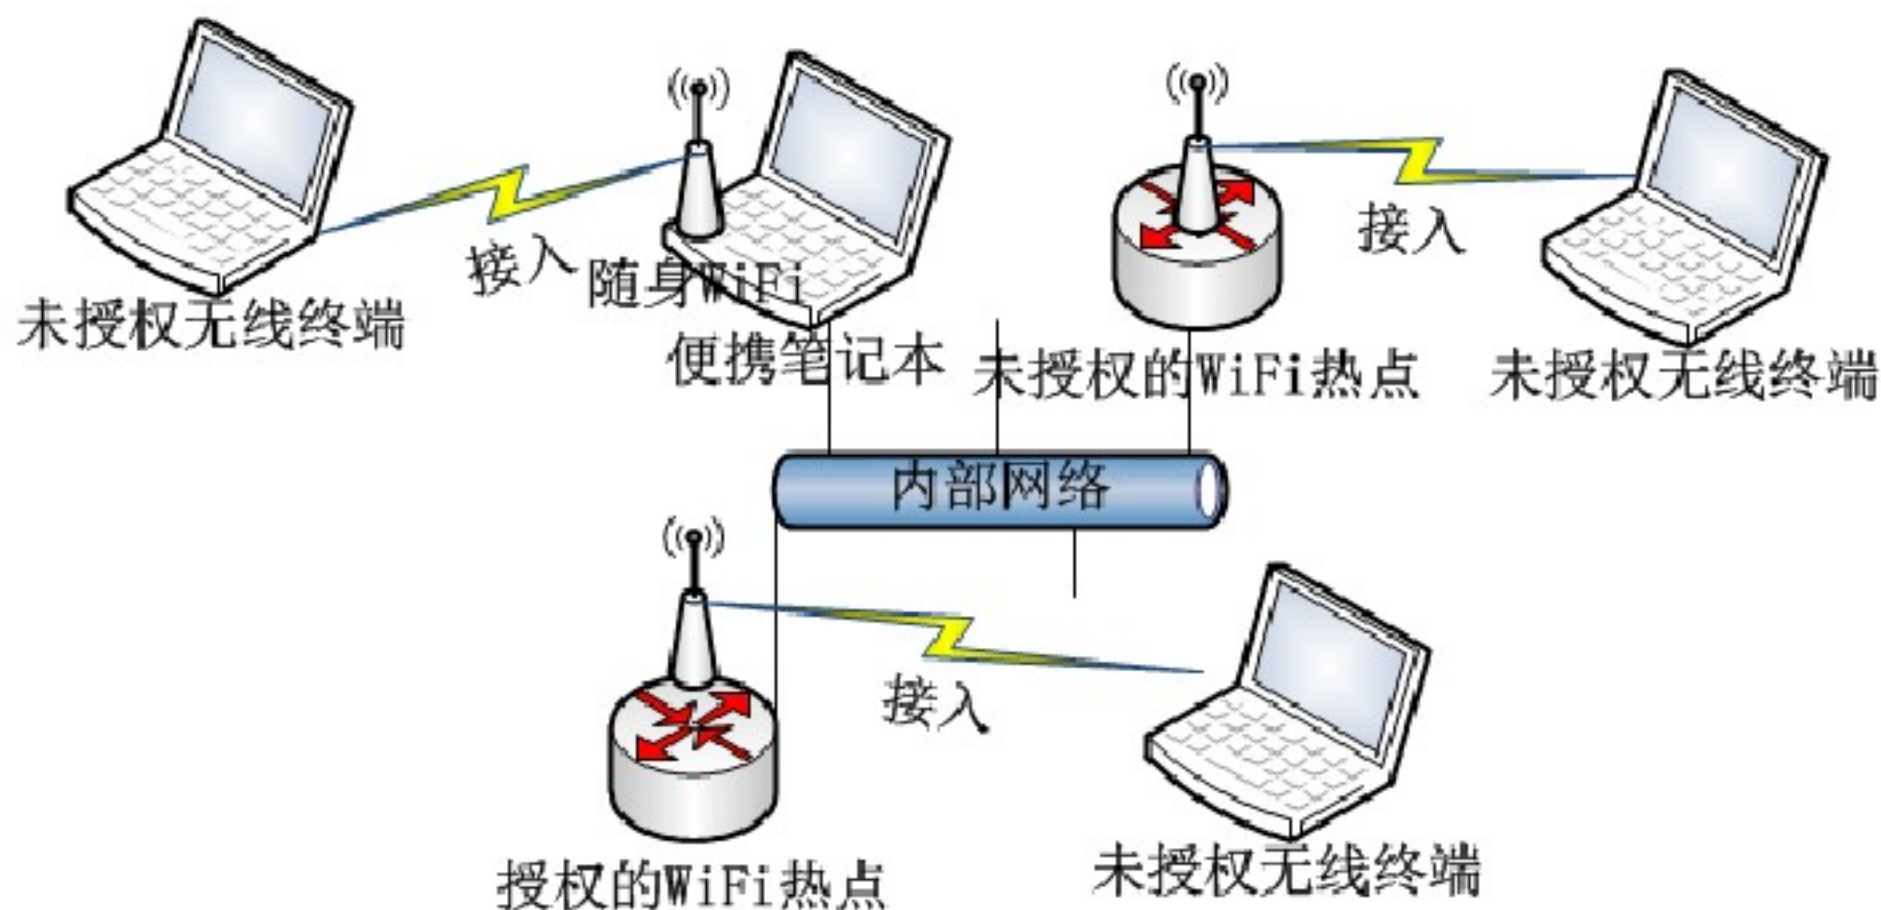 接入
随身WiFi
未授权无线终端
便携笔记本
接入
未授权的WiFi热点
未授权无线终端
内部网络
接入
授权的WiFi热点
未授权无线终端